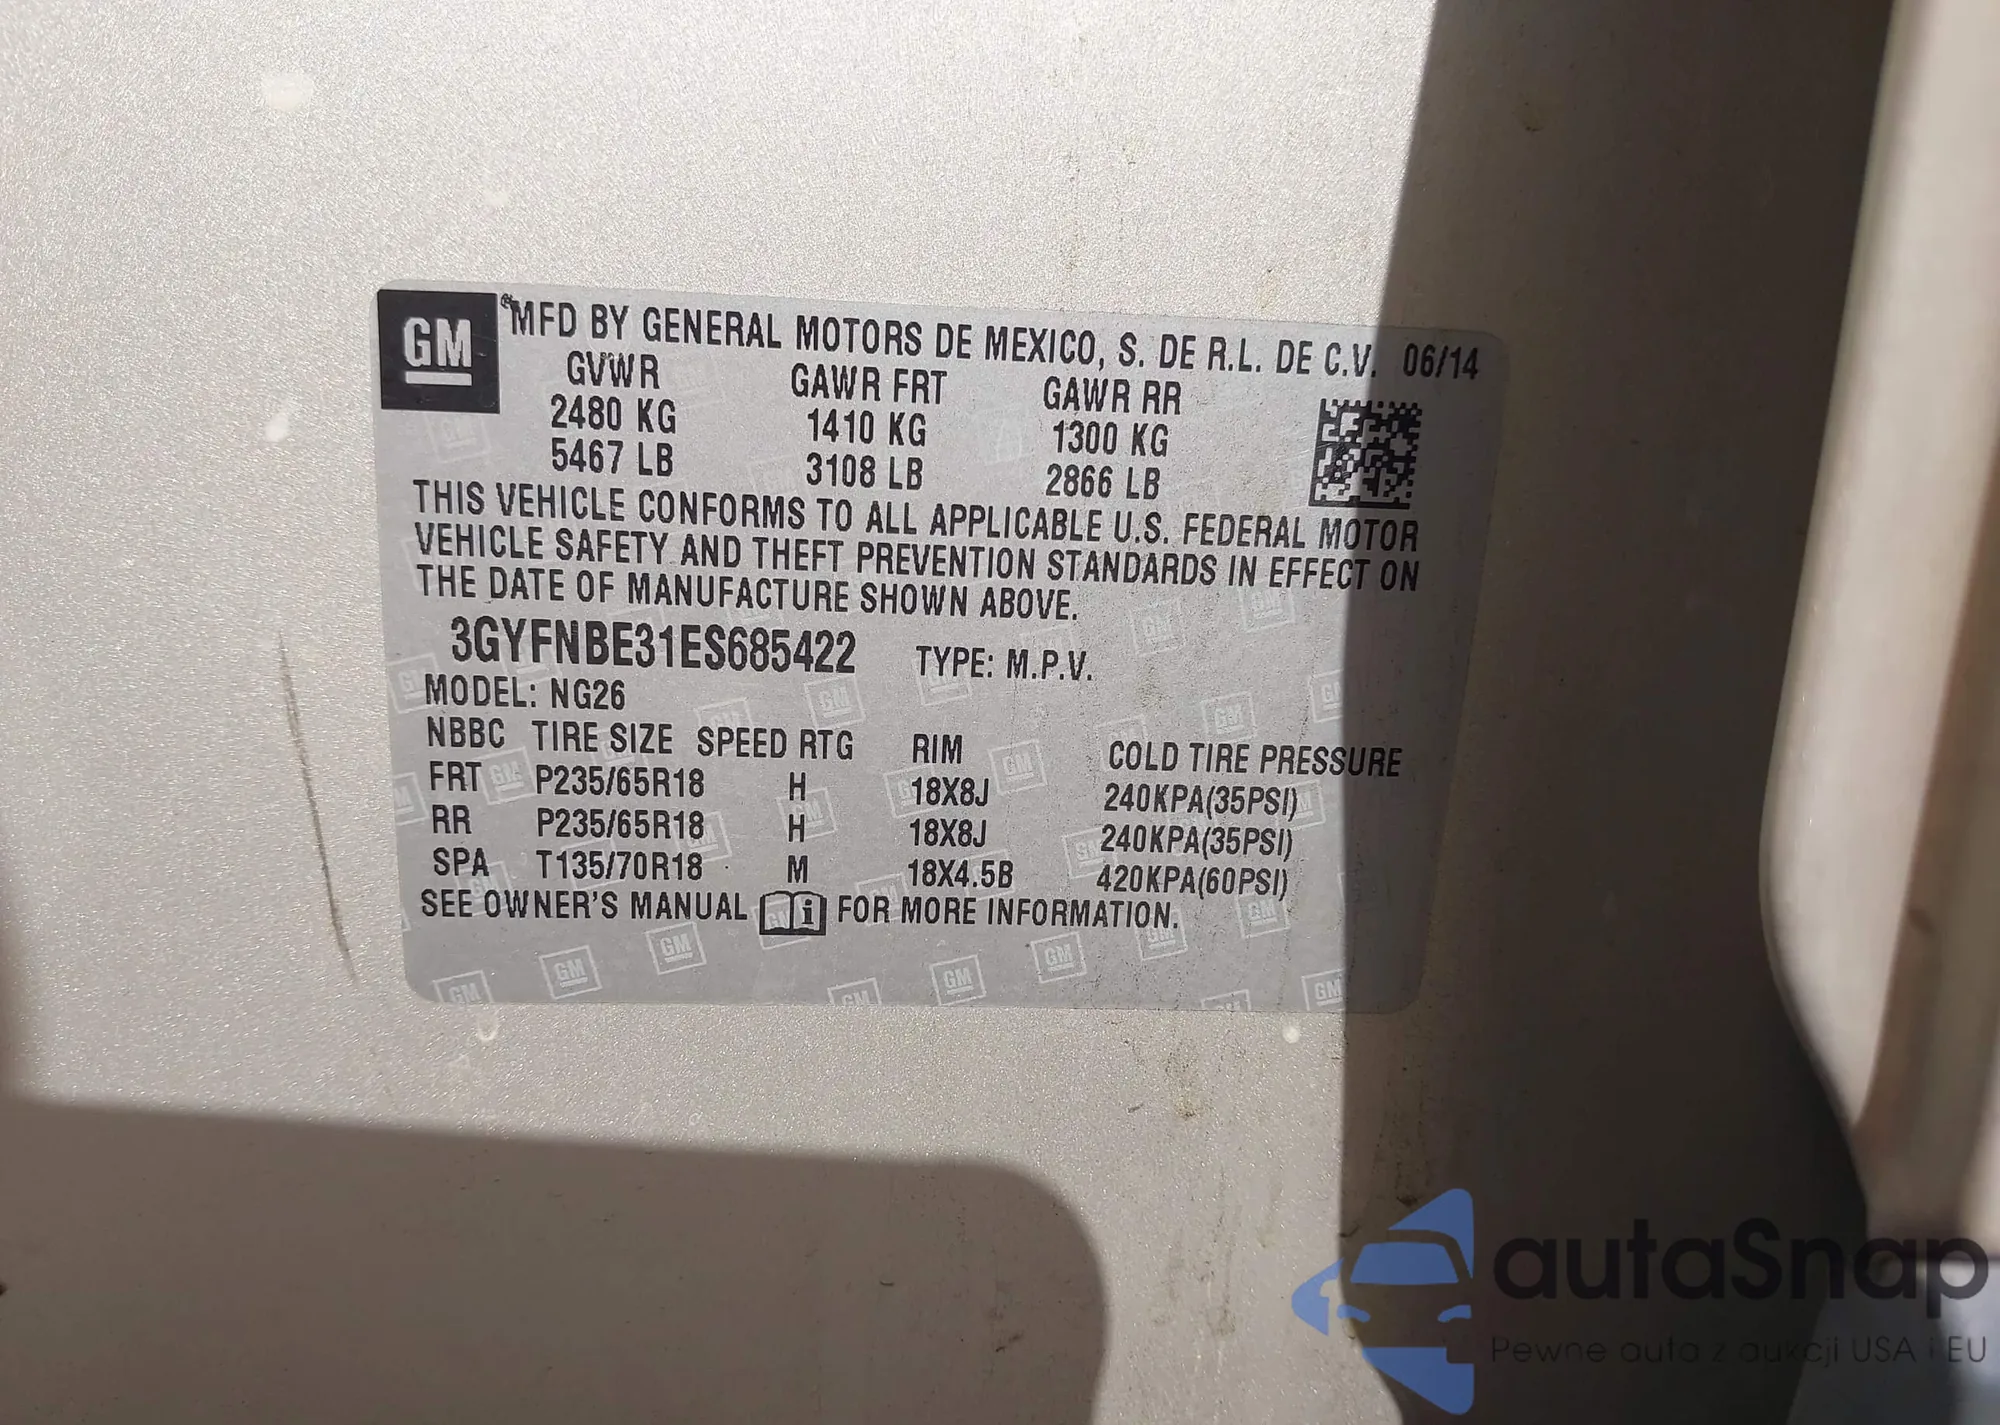 GM
MFD BY GENERAL MOTORS DE MEXICO, S. DE R.L. DE C.V. 06/14
GVWR GAWR FRT GAWR RR
2480 KG 1410 KG 1300 KG
5467 LB 3108 LB 2866 LB
THIS VEHICLE CONFORMS TO ALL APPLICABLE U.S. FEDERAL MOTOR
VEHICLE SAFETY AND THEFT PREVENTION STANDARDS IN EFFECT ON
THE DATE OF MANUFACTURE SHOWN ABOVE.
3GYFNBE31ES685422 TYPE: M.P.V.
MODEL: NG26
NBBC TIRE SIZE SPEED RTG RIM COLD TIRE PRESSURE
FRT P235/65R18 H 18X8J 240KPA(35PSI)
RR P235/65R18 H 18X8J 240KPA(35PSI)
SPA T135/70R18 M 18X4.5B 420KPA(60PSI)
SEE OWNER'S MANUAL i FOR MORE INFORMATION.
autaSnap
Pewne auta z aukcji USA i EU